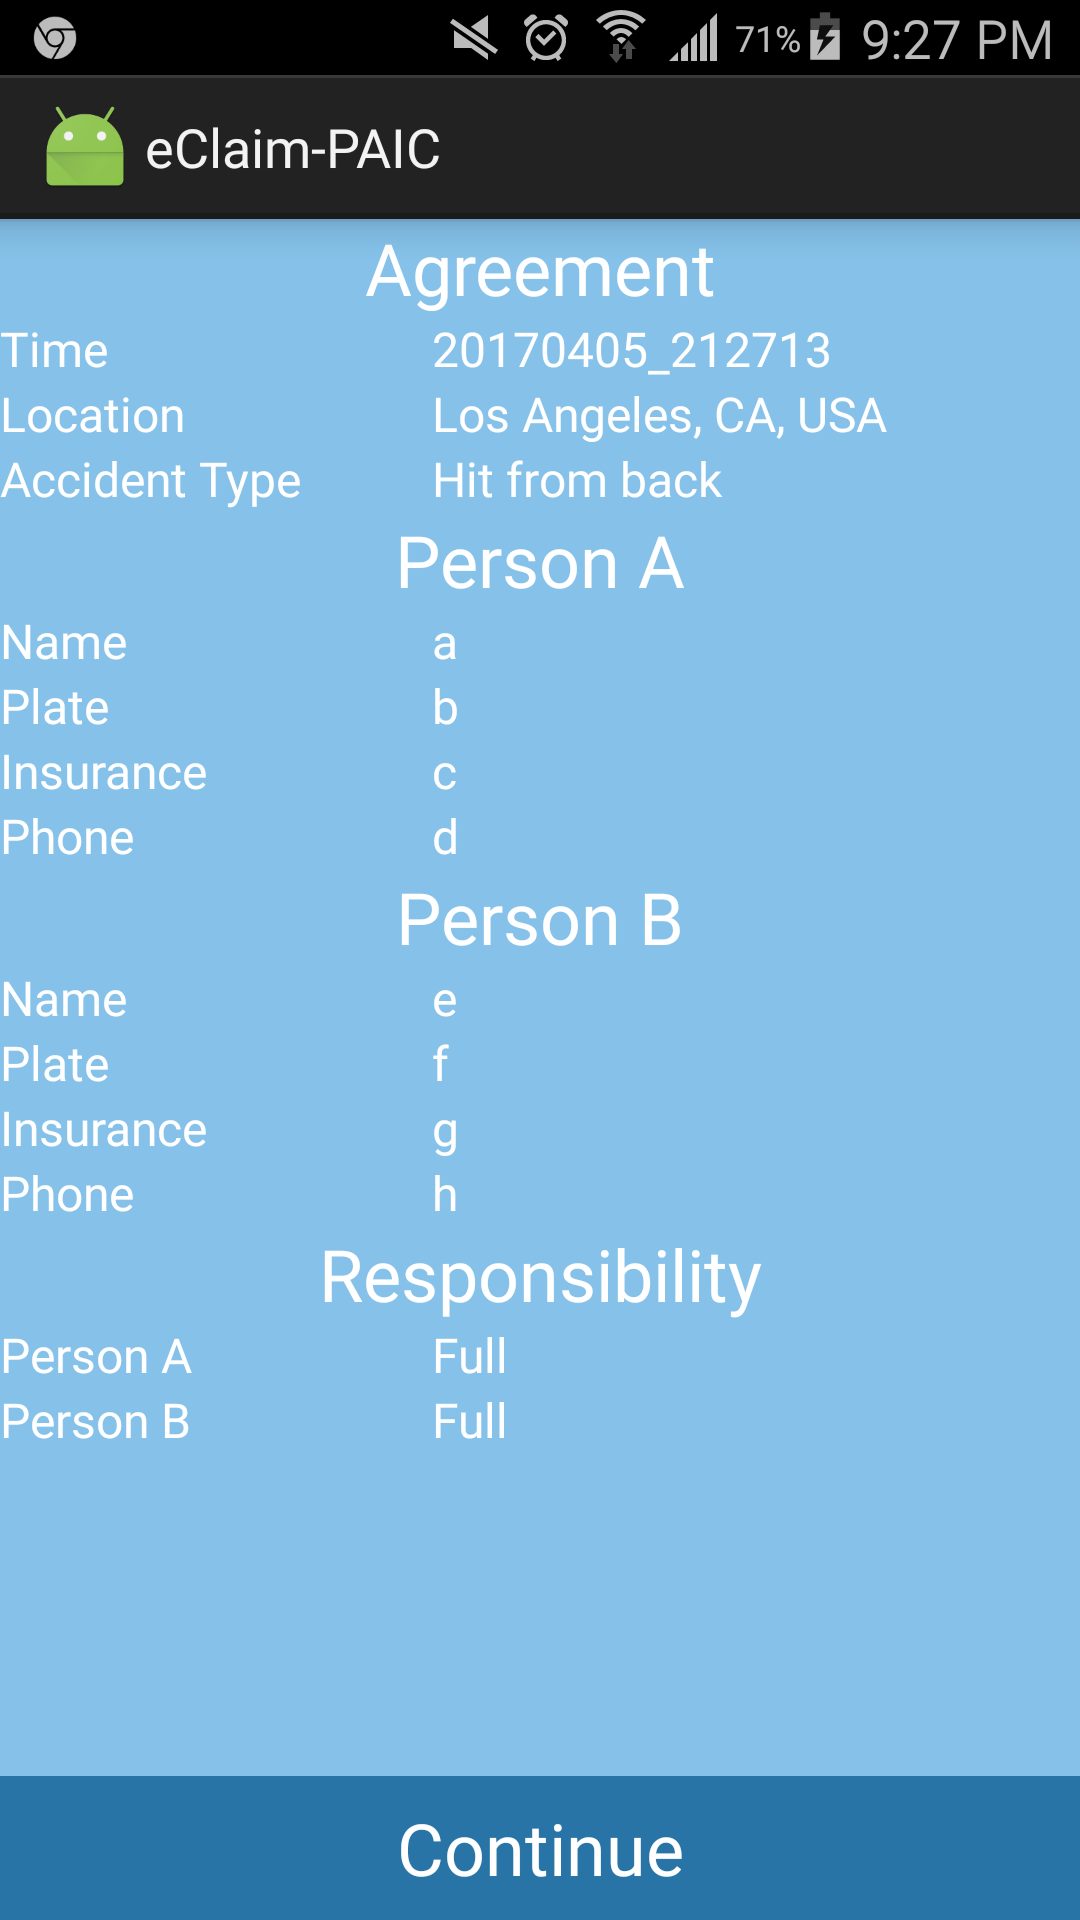 71% 9:27 PM
eClaim-PAIC
Agreement
Time 20170405_212713
Location Los Angeles, CA, USA
Accident Type Hit from back
Person A
Name a
Plate b
Insurance c
Phone d
Person B
Name e
Plate f
Insurance g
Phone h
Responsibility
Person A Full
Person B Full
Continue